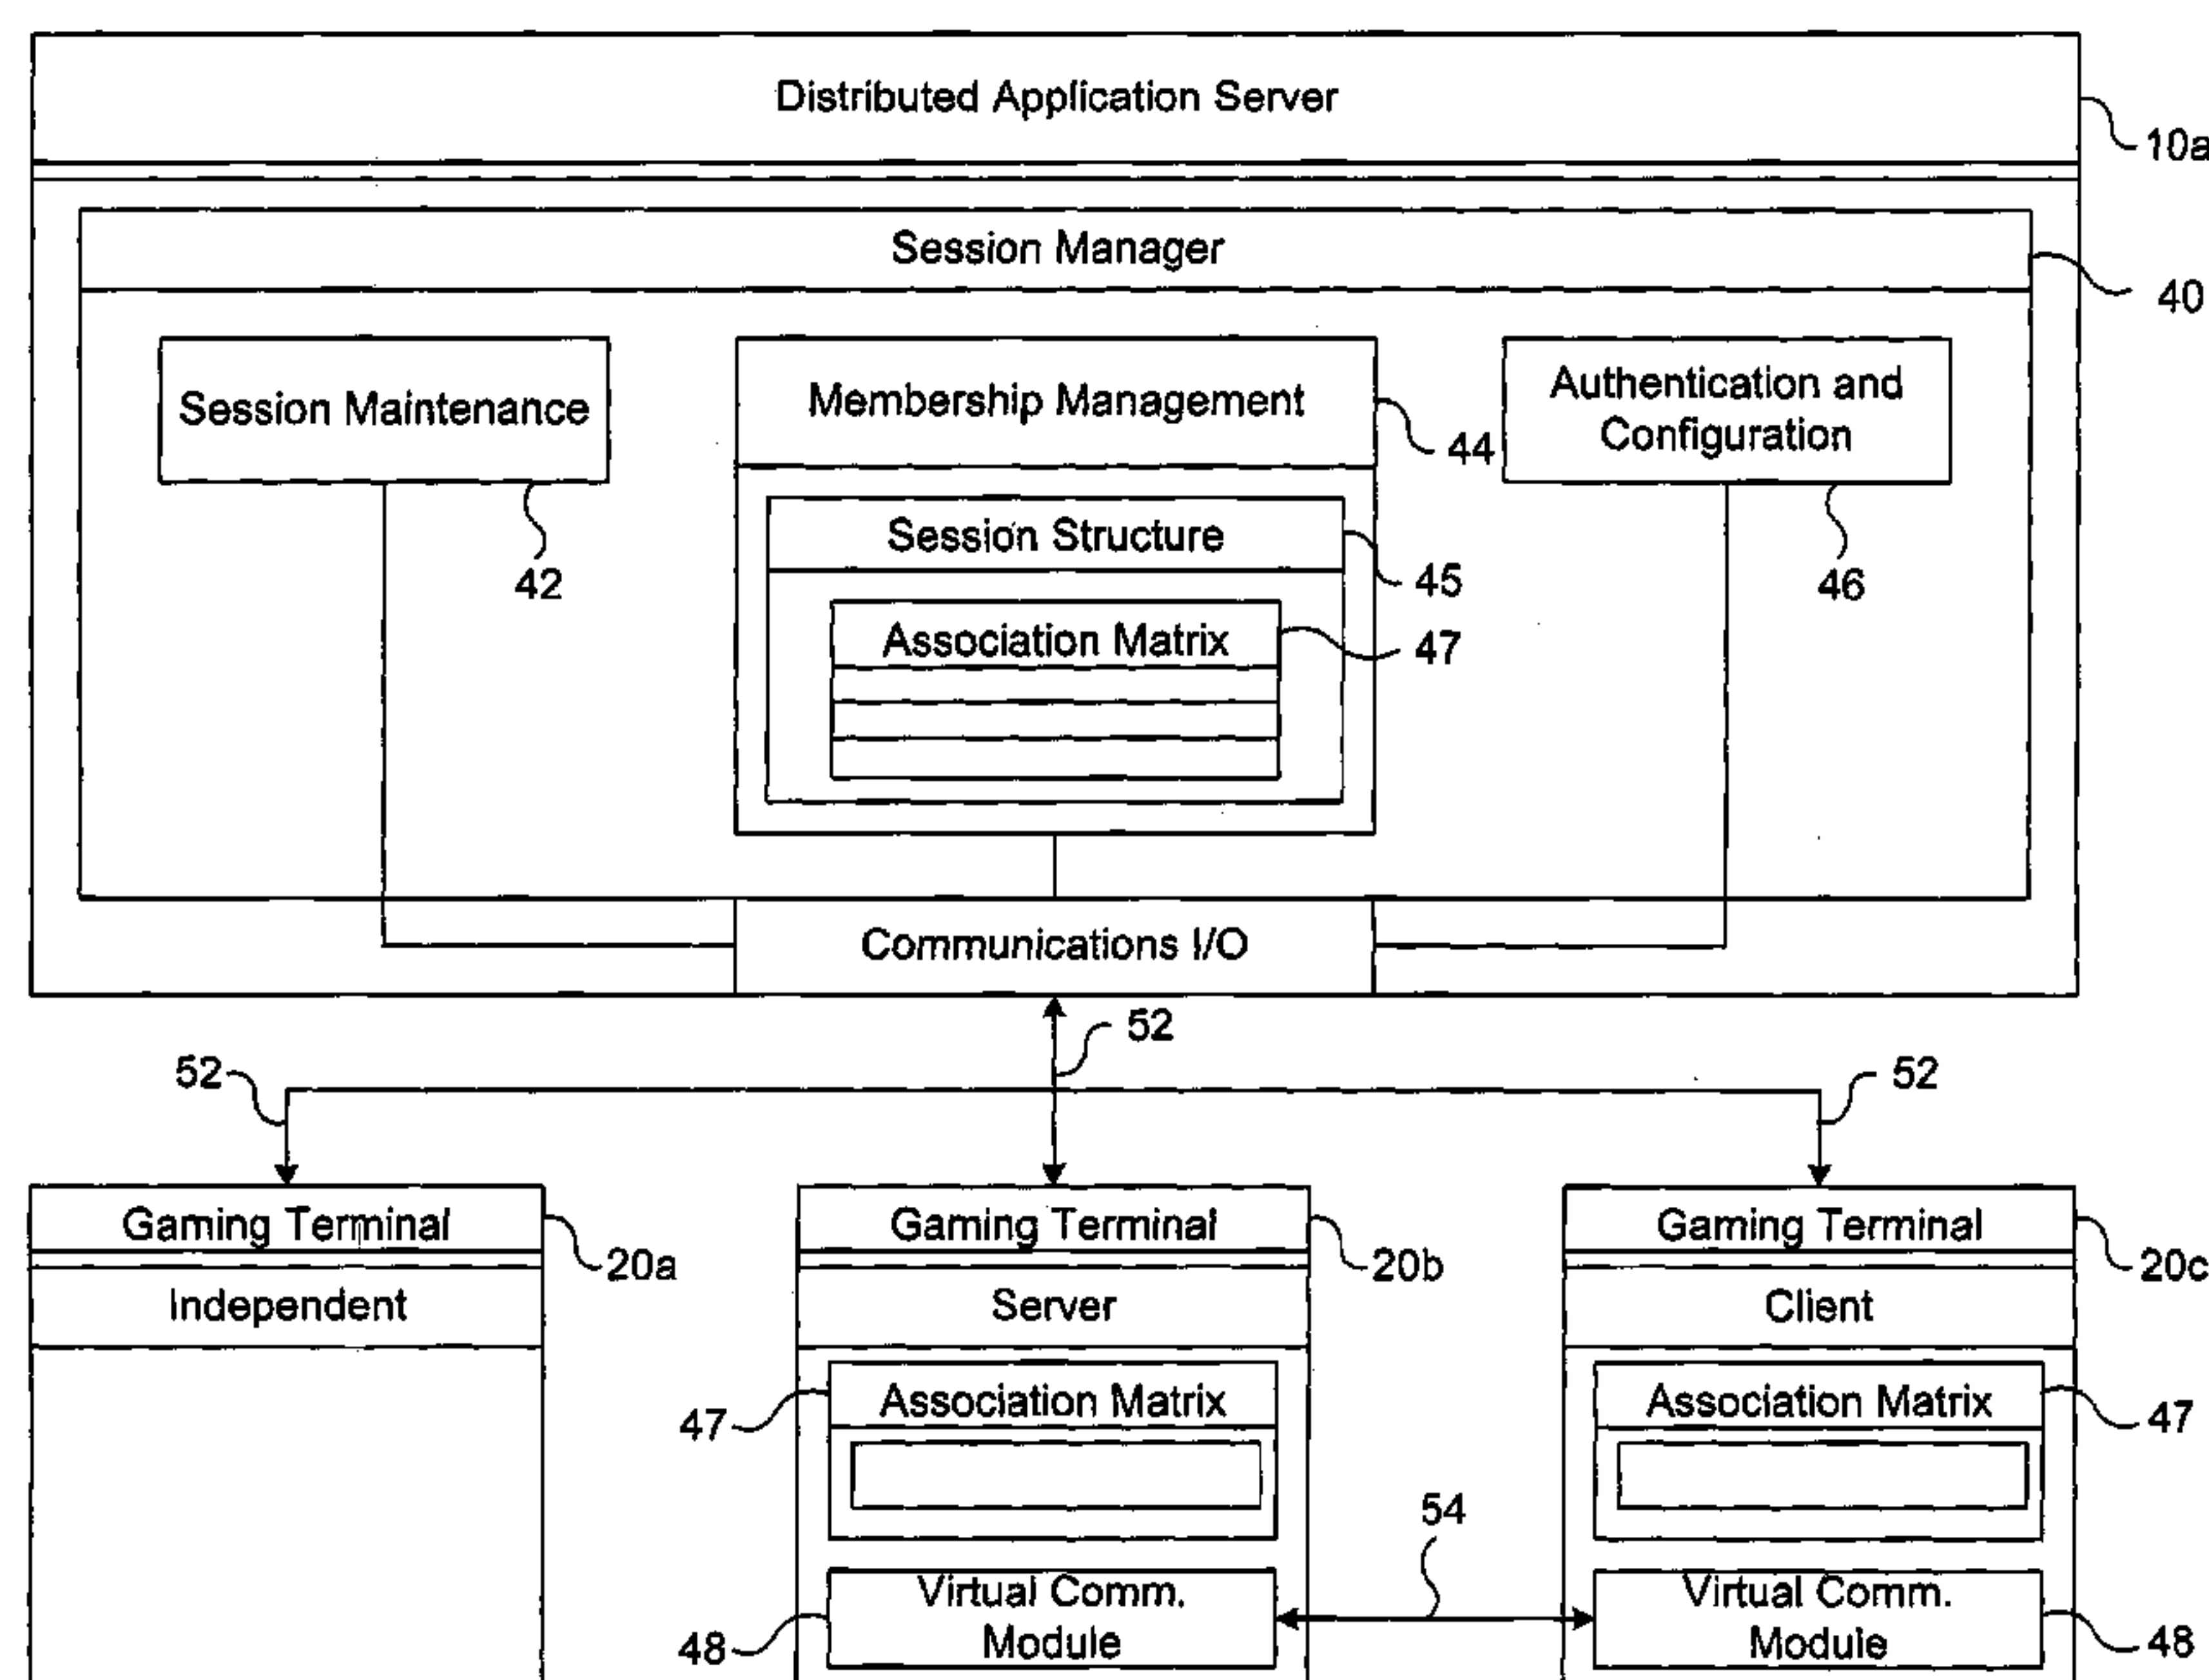 Distributed Application Server
10a
Session Manager
40
Session Maintenance
42
Membership Management
44
Authentication and
Configuration
46
Session Structure
45
Association Matrix
47
Communications I/O
52
52
52
Gaming Terminal
20a
Independent
Gaming Terminal
20b
Server
Association Matrix
47
Virtual Comm.
Module
48
54
Gaming Terminal
20c
Client
Association Matrix
47
Virtual Comm.
Module
48